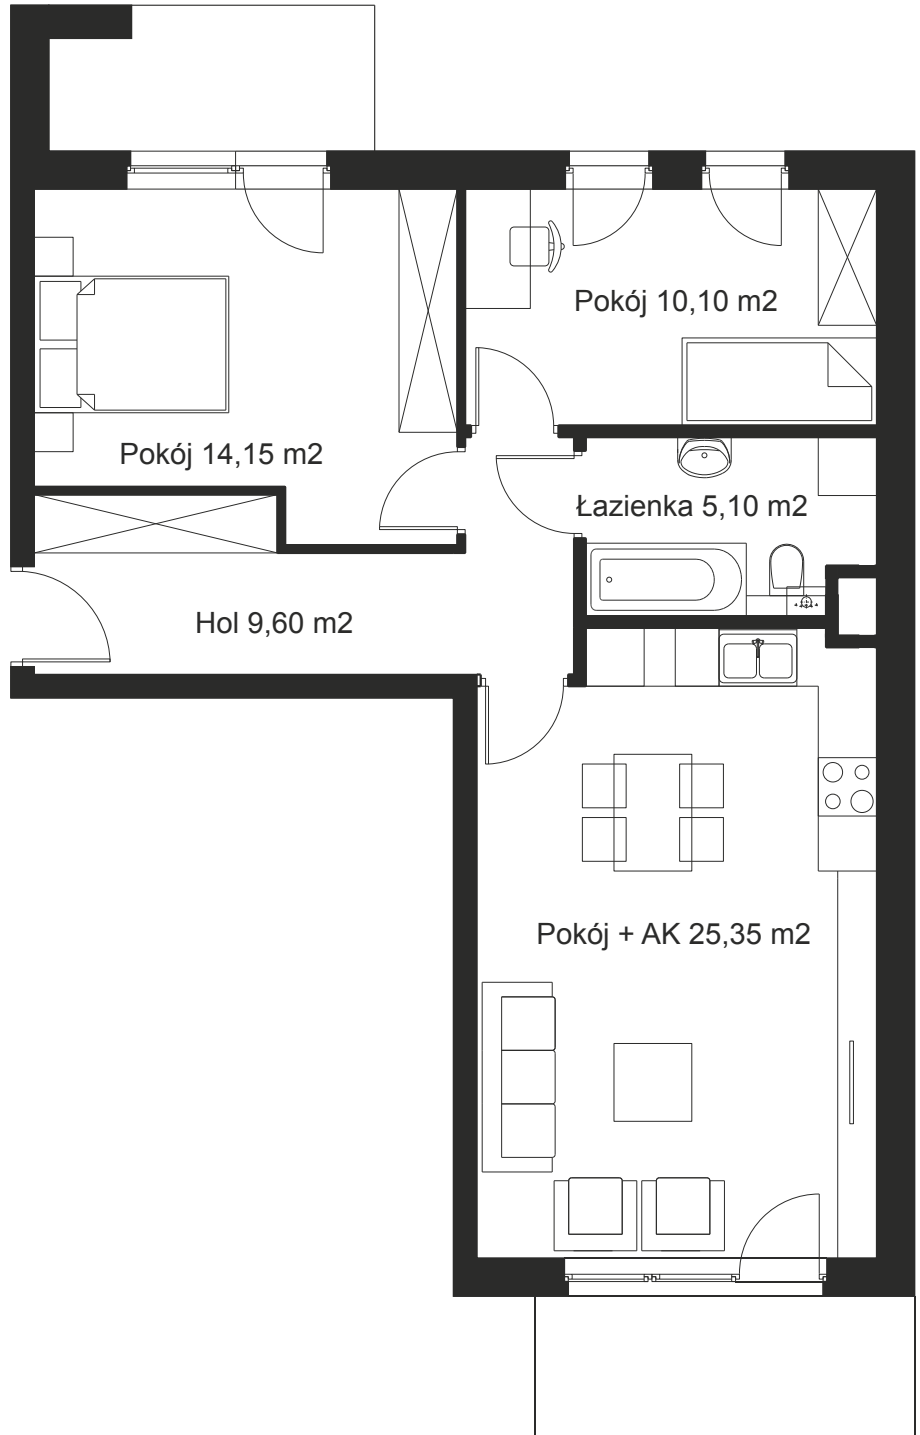 Pokój 10,10 m2
Pokój 14,15 m2
Łazienka 5,10 m2
Hol 9,60 m2
Pokój + AK 25,35 m2